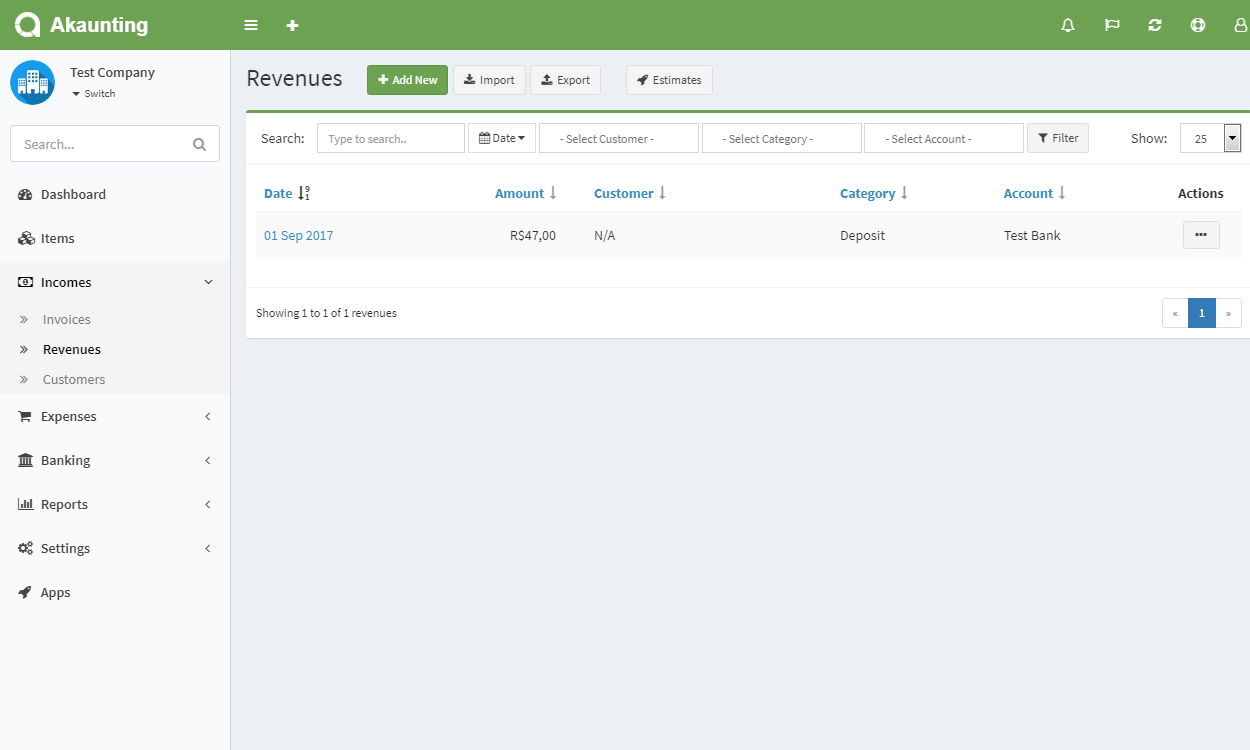 Akaunting
Test Company
Switch
Search...
Dashboard
Items
Incomes
Invoices
Revenues
Customers
Expenses
Banking
Reports
Settings
Apps
Revenues
Add New
Import
Export
Estimates
Search: Type to search.. Date - Select Customer - - Select Category - - Select Account - Filter Show: 25
Date Amount Customer Category Account Actions
01 Sep 2017 R$47,00 N/A Deposit Test Bank
Showing 1 to 1 of 1 revenues
« 1 »